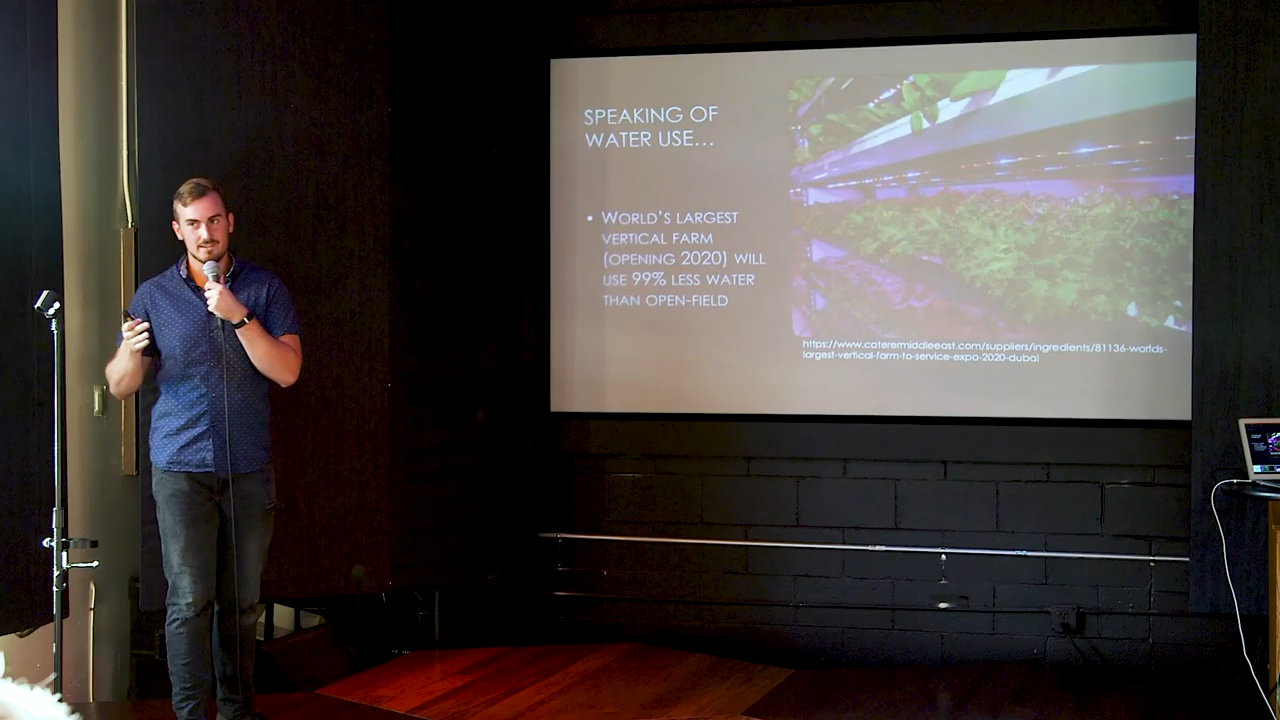 SPEAKING OF
WATER USE...
• WORLD'S LARGEST
VERTICAL FARM
(OPENING 2020) WILL
USE 99% LESS WATER
THAN OPEN-FIELD
https://www.caterermiddleeast.com/suppliers/ingredients/81136-worlds-
largest-vertical-farm-to-service-expo-2020-dubai